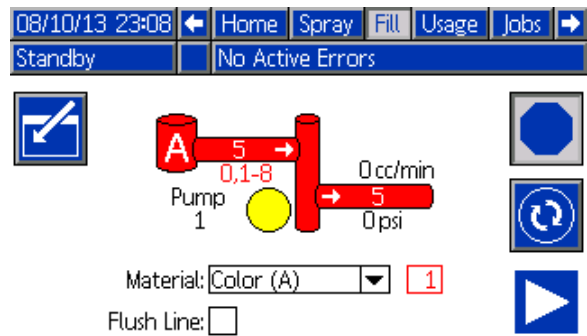 08/10/13 23:08 Home Spray Fill Usage Jobs
Standby No Active Errors
A 5
0,1-8 0 cc/min
Pump 5
1 0 psi
Material: Color (A) 1
Flush Line: